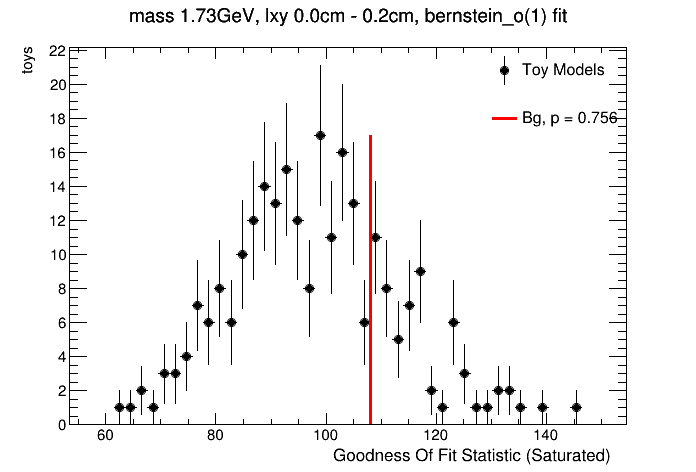 mass 1.73GeV, lxy 0.0cm - 0.2cm, bernstein_o(1) fit
toys
22
20
18
16
14
12
10
8
6
4
2
0
Toy Models
Bg, p = 0.756
60 80 100 120 140
Goodness Of Fit Statistic (Saturated)